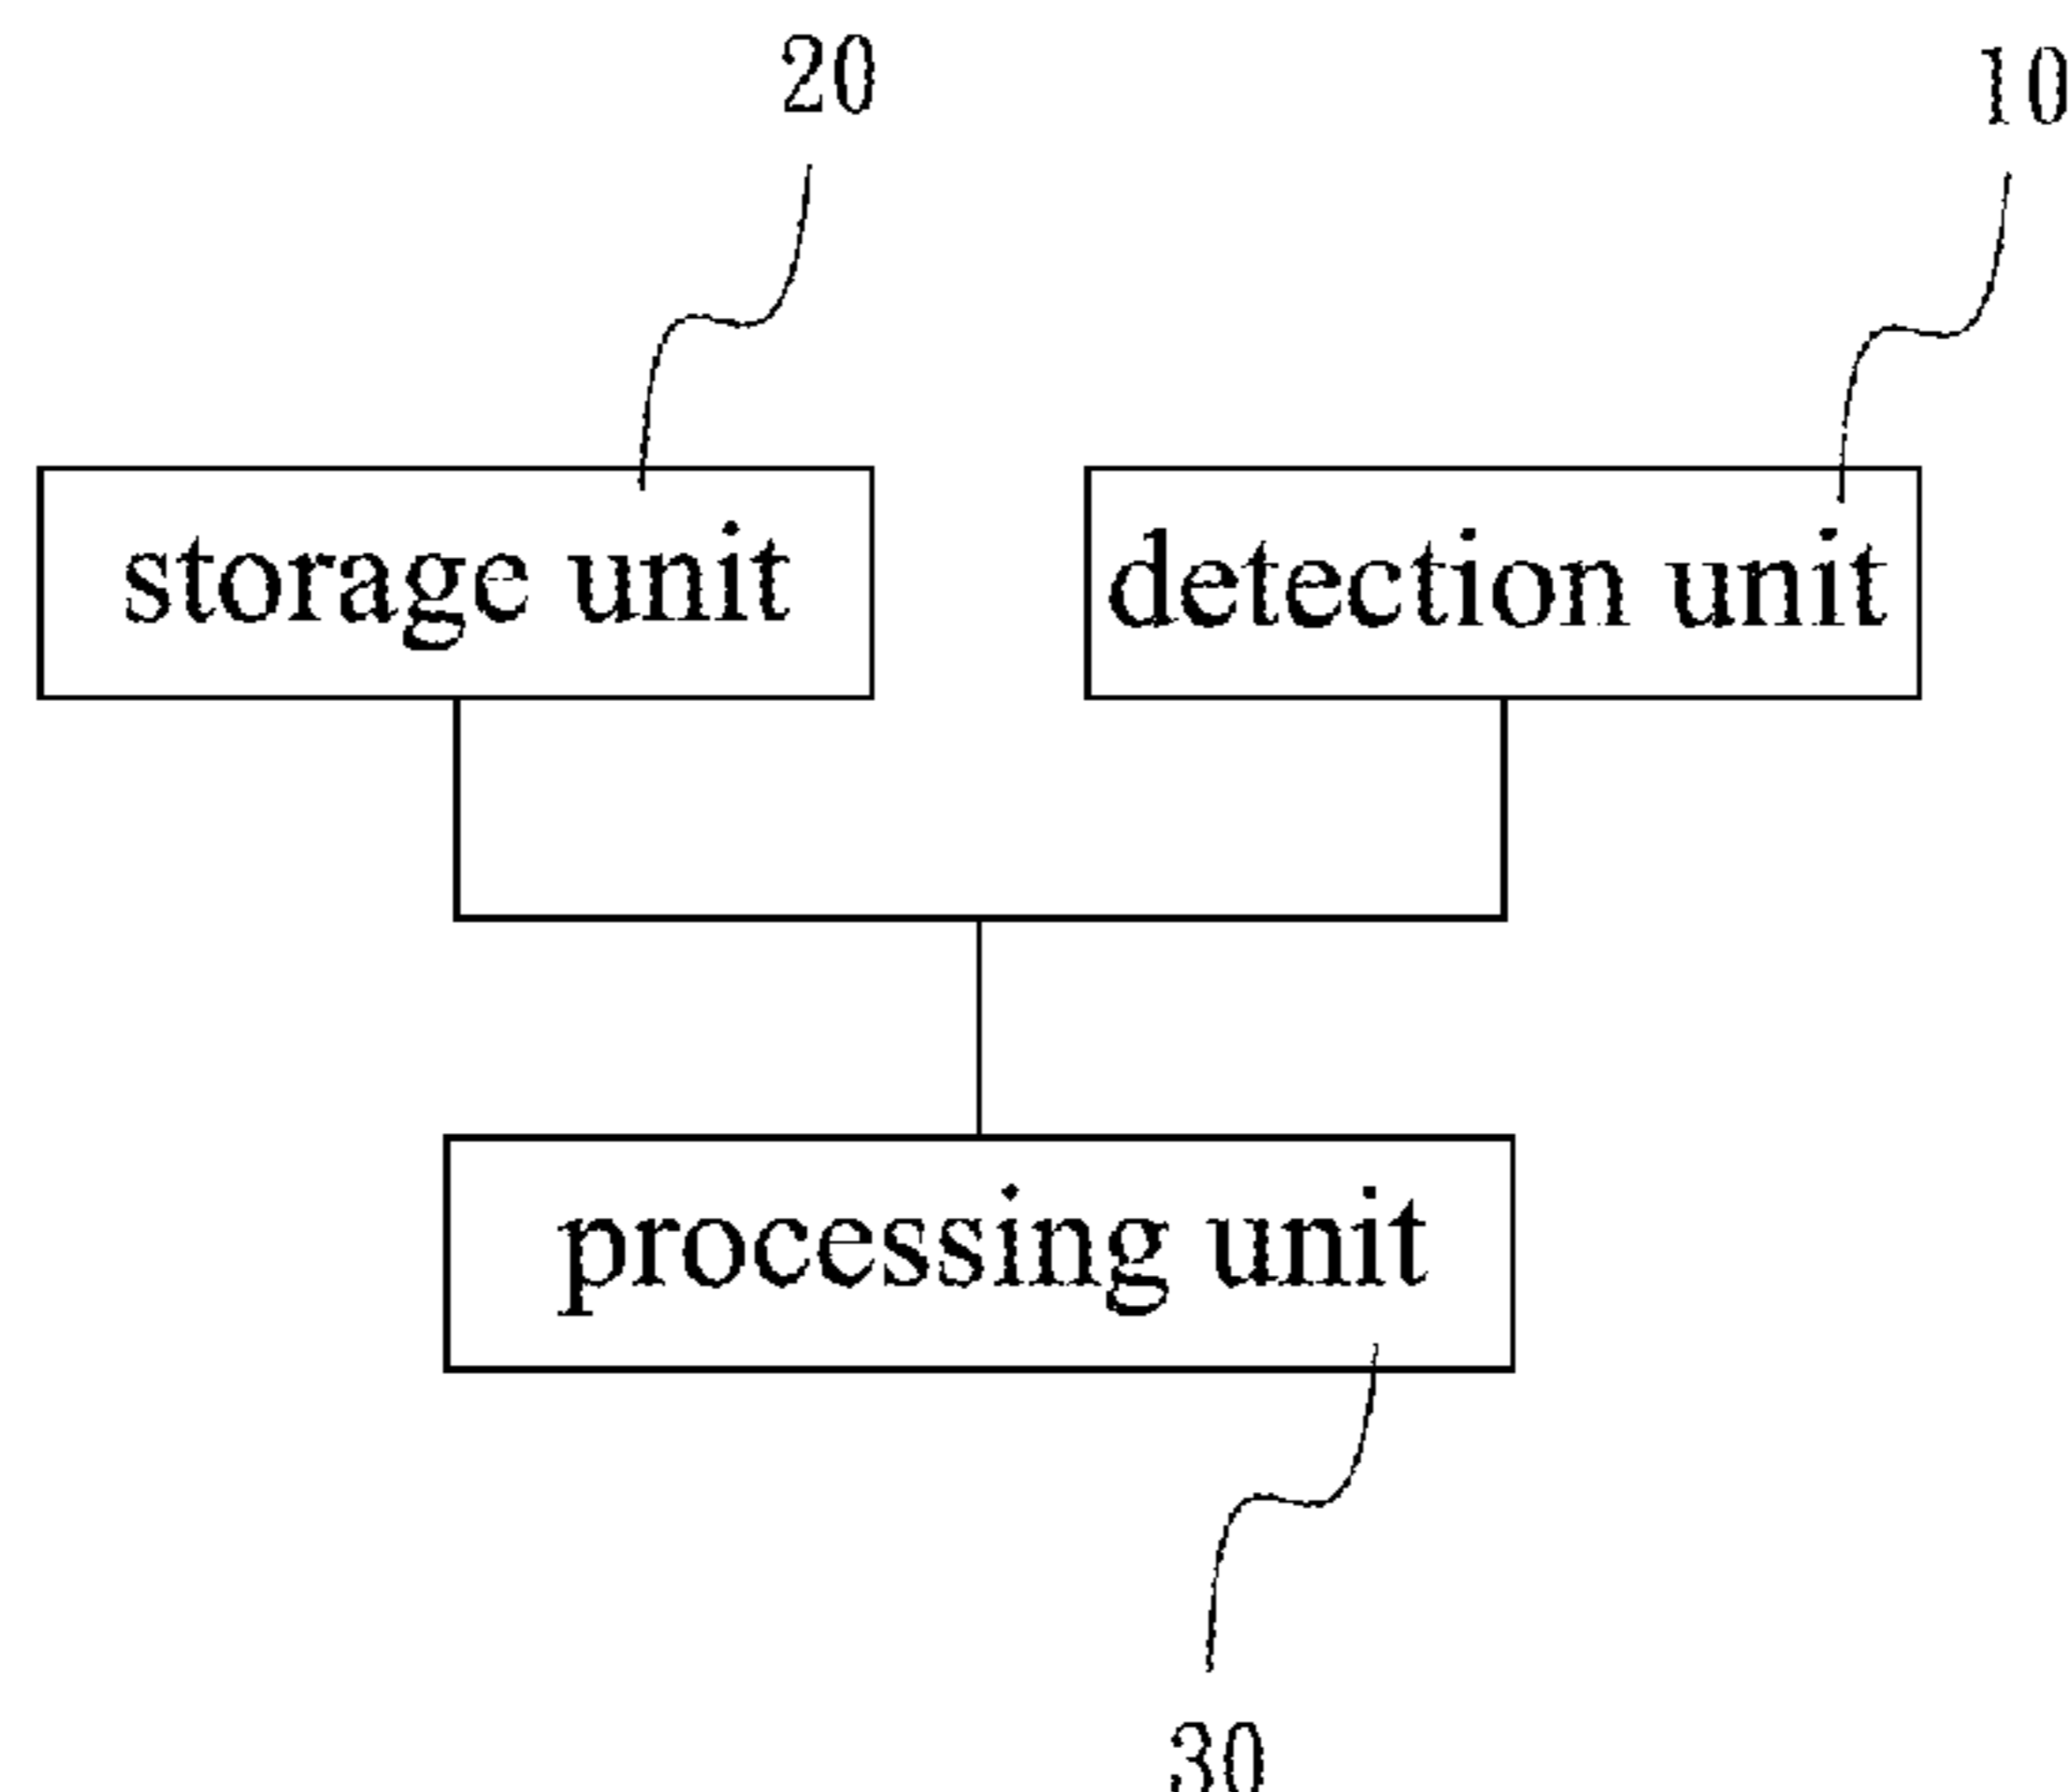 20
10
storage unit
detection unit
processing unit
30